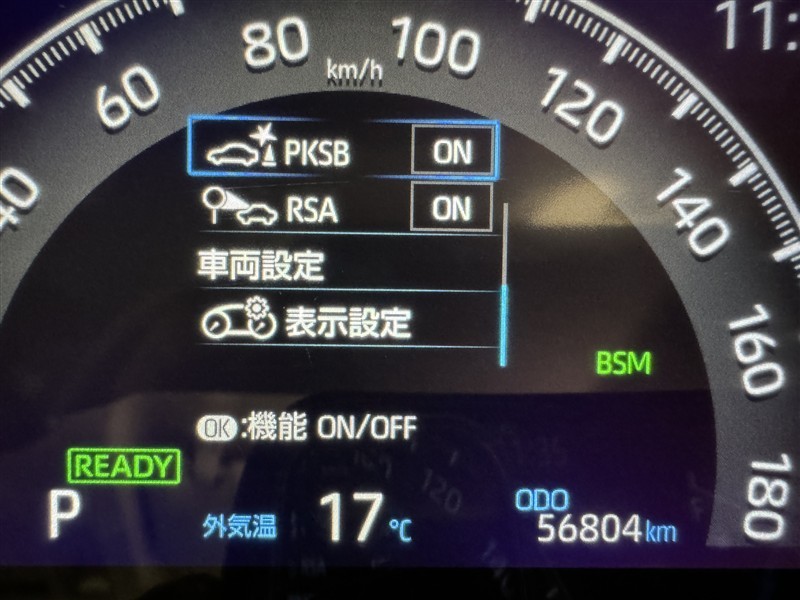 11:
80
km/h
100
60
120
40
140
160
180
PKSB ON
RSA ON
車両設定
表示設定
BSM
OK:機能 ON/OFF
READY
P
外気温 17℃
ODO
56804km